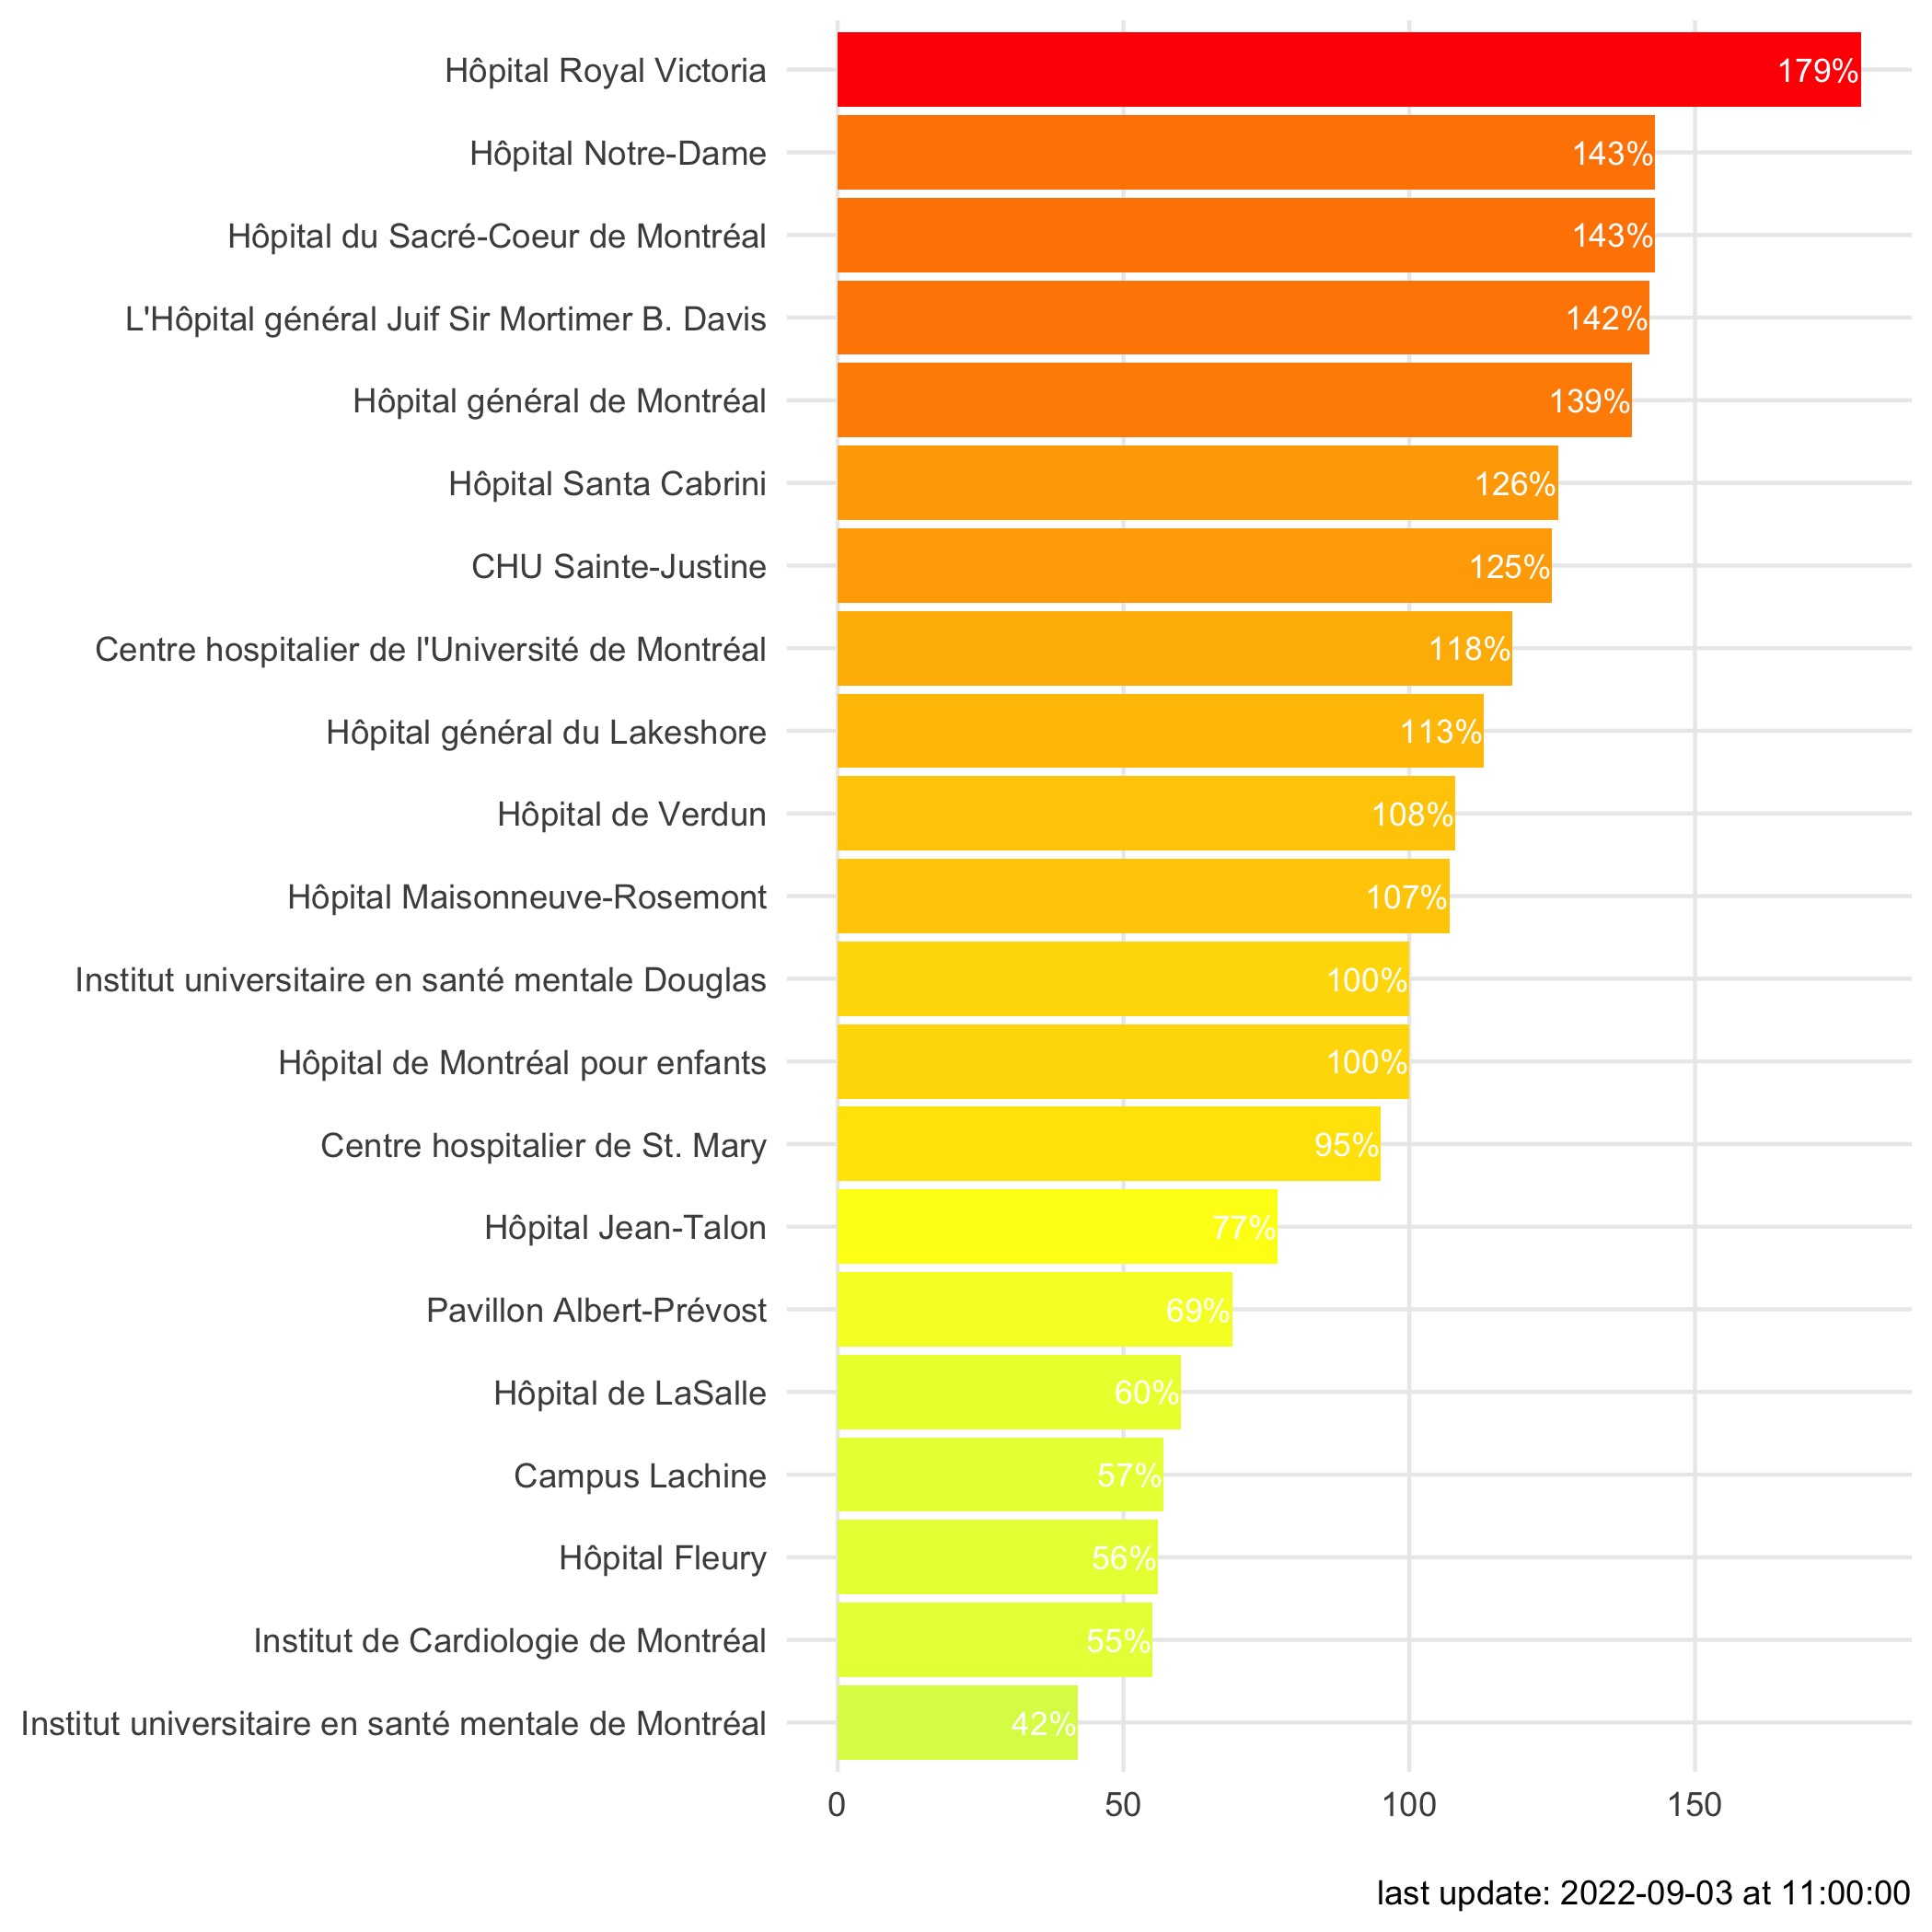 Hôpital Royal Victoria 179%
Hôpital Notre-Dame 143%
Hôpital du Sacré-Coeur de Montréal 143%
L'Hôpital général Juif Sir Mortimer B. Davis 142%
Hôpital général de Montréal 139%
Hôpital Santa Cabrini 126%
CHU Sainte-Justine 125%
Centre hospitalier de l'Université de Montréal 118%
Hôpital général du Lakeshore 113%
Hôpital de Verdun 108%
Hôpital Maisonneuve-Rosemont 107%
Institut universitaire en santé mentale Douglas 100%
Hôpital de Montréal pour enfants 100%
Centre hospitalier de St. Mary 95%
Hôpital Jean-Talon 77%
Pavillon Albert-Prévost 69%
Hôpital de LaSalle 60%
Campus Lachine 57%
Hôpital Fleury 56%
Institut de Cardiologie de Montréal 55%
Institut universitaire en santé mentale de Montréal 42%
0 50 100 150
last update: 2022-09-03 at 11:00:00